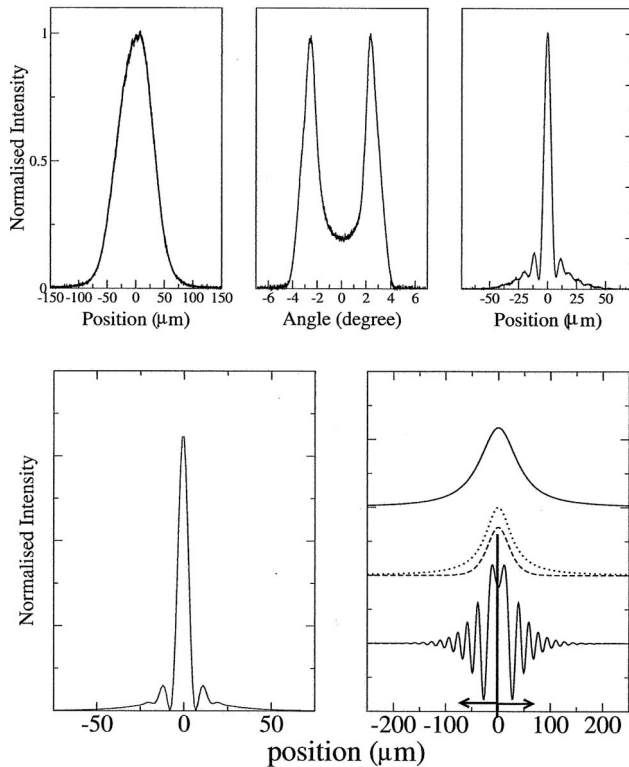 Normalised Intensity
1
0.5
0
-150 -100 -50 0 50 100 150
Position (μm)
-6 -4 -2 0 2 4 6
Angle (degree)
-50 -25 0 25 50
Position (μm)
Normalised Intensity
-50 0 50
-200 -100 0 100 200
position (μm)